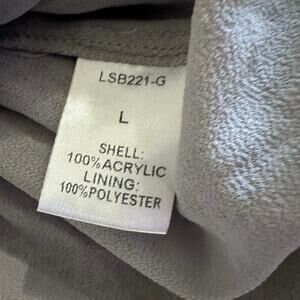 LSB221-G
L
SHELL:
100%ACRYLIC
LINING:
100%POLYESTER